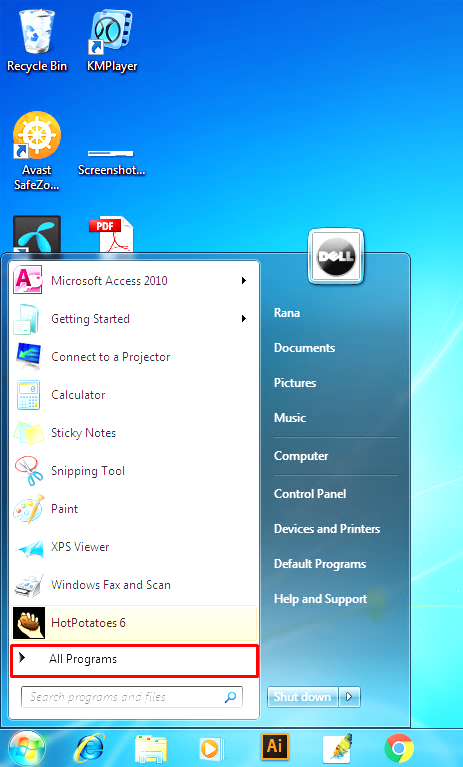 Recycle Bin
KMPlayer
Avast
SafeZo...
Screenshot...
PDF
DELL
Microsoft Access 2010
Getting Started
Connect to a Projector
Calculator
Sticky Notes
Snipping Tool
Paint
XPS Viewer
Windows Fax and Scan
HotPotatoes 6
All Programs
Search programs and files
Rana
Documents
Pictures
Music
Computer
Control Panel
Devices and Printers
Default Programs
Help and Support
Shut down
Ai